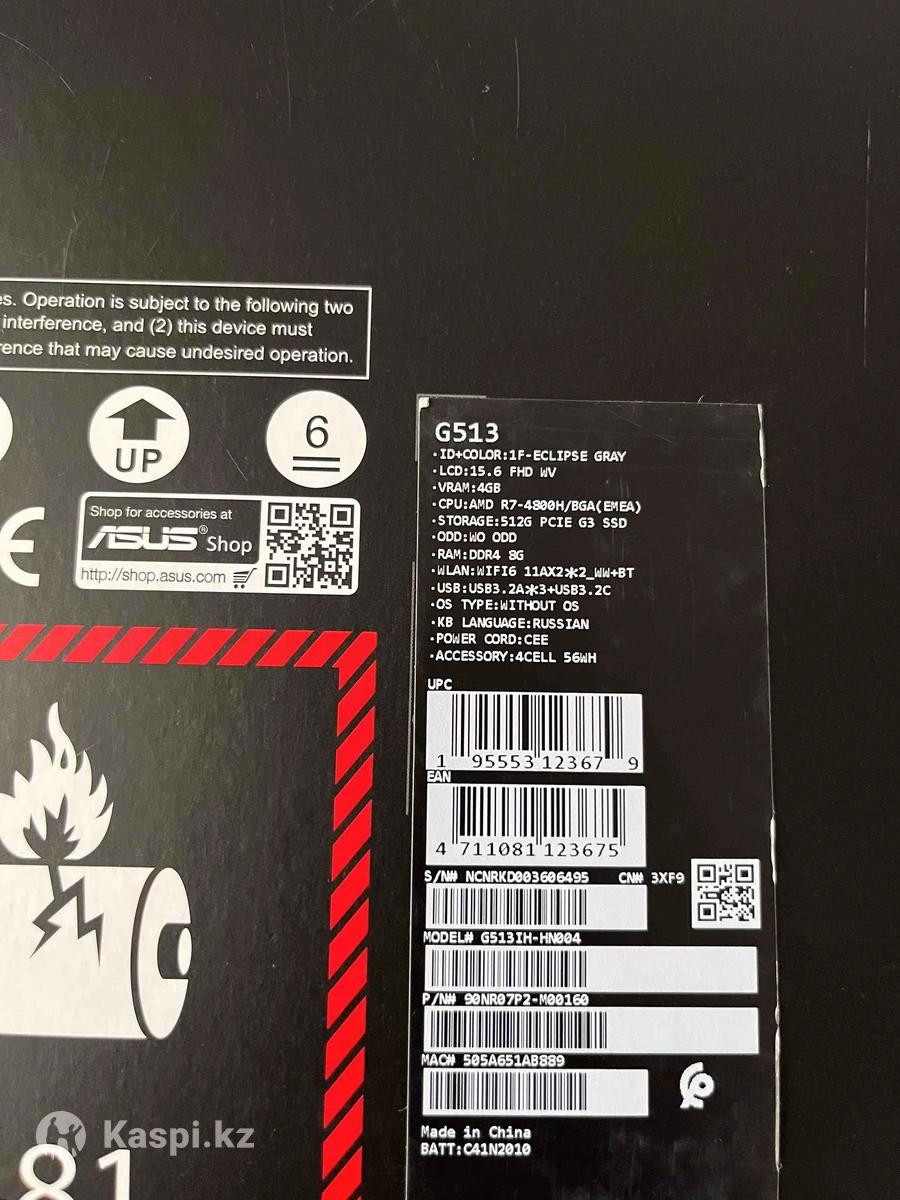 es. Operation is subject to the following two
interference, and (2) this device must
rence that may cause undesired operation.
UP
6
Shop for accessories at
ASUS® Shop
http://shop.asus.com
CE
G513
·ID+COLOR:1F-ECLIPSE GRAY
·LCD:15.6 FHD WV
·VRAM:4GB
·CPU:AMD R7-4800H/BGA(EMEA)
·STORAGE:512G PCIE G3 SSD
·ODD:WO ODD
·RAM:DDR4 8G
·WLAN:WIFI6 11AX2*2_WW+BT
·USB:USB3.2A*3+USB3.2C
·OS TYPE:WITHOUT OS
·KB LANGUAGE:RUSSIAN
·POWER CORD:CEE
·ACCESSORY:4CELL 56WH
UPC
1 95553 12367 9
EAN
4 711081 123675
S/N# NCNRKD003606495 CN# 3XF9
MODEL# G513IH-HN004
P/N# 90NR07P2-M00160
MAC# 505A651AB889
Made in China
BATT:C41N2010
Kaspi.kz
81